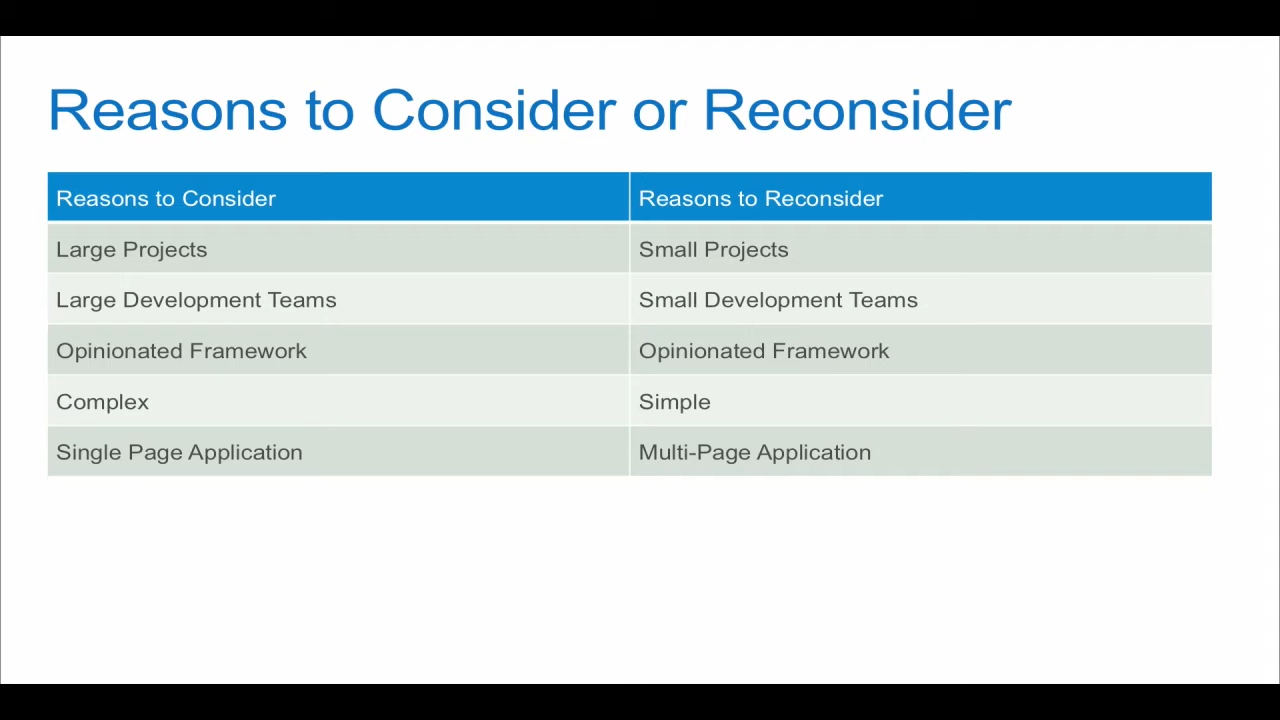 Reasons to Consider or Reconsider
Reasons to Consider
Reasons to Reconsider
Large Projects
Small Projects
Large Development Teams
Small Development Teams
Opinionated Framework
Opinionated Framework
Complex
Simple
Single Page Application
Multi-Page Application